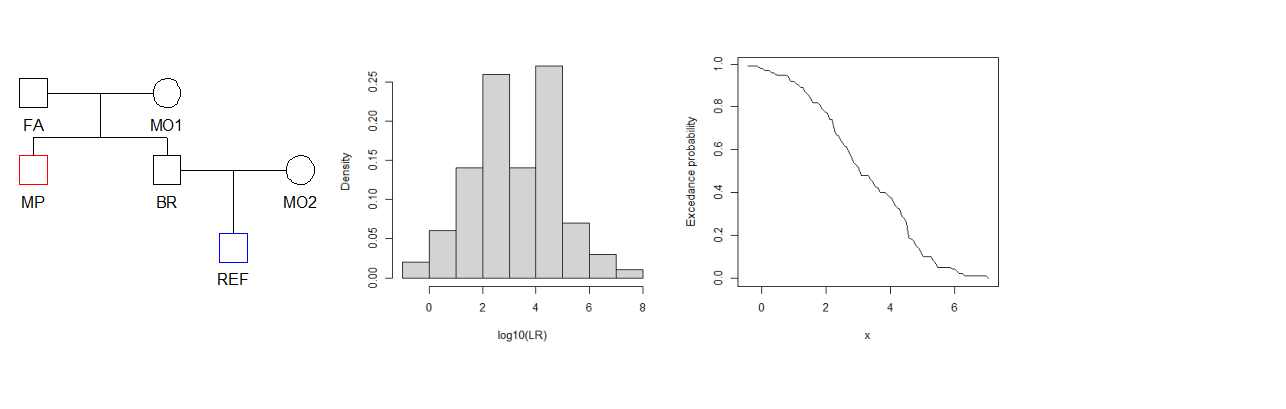 FA MO1
MP BR MO2
REF
Density
0.00 0.05 0.10 0.15 0.20 0.25
0 2 4 6 8
log10(LR)
Excedance probability
0.0 0.2 0.4 0.6 0.8 1.0
0 2 4 6
x